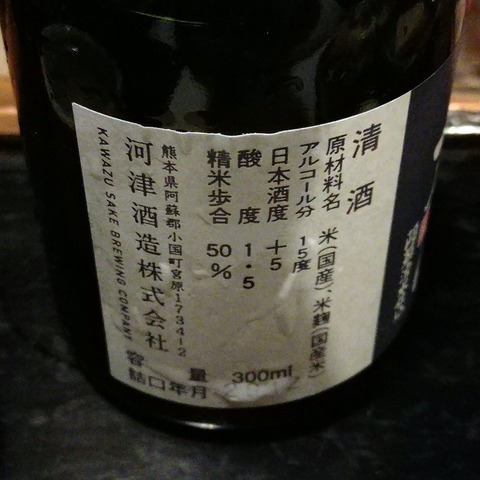 清酒
原材料名 米(国産)、米麹(国産米)
アルコール分 15度
日本酒度 +5
酸度 1・5
精米歩合 50%
熊本県阿蘇郡小国町宮原1734-2
河津酒造株式会社
KAWAZU SAKE BREWING COMPANY
容量 300ml
詰口年月